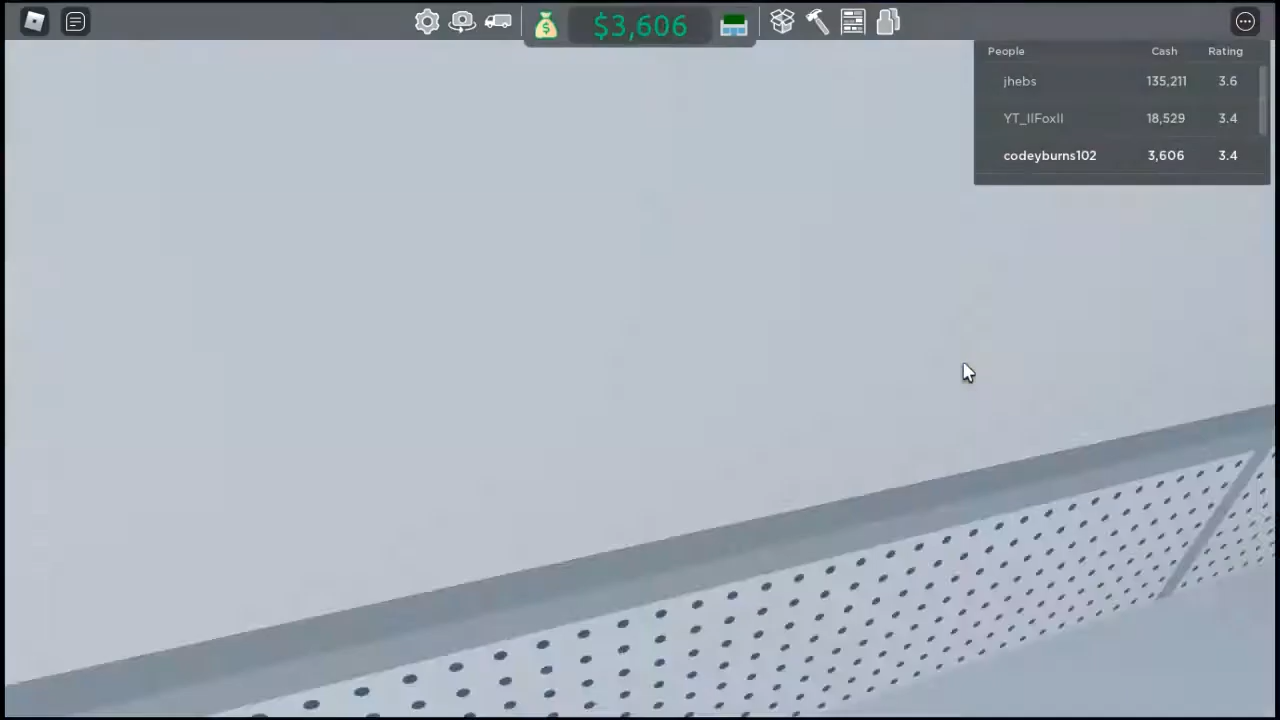 $3,606
People Cash Rating
jhebs 135,211 3.6
YT_IIFoxII 18,529 3.4
codeyburns102 3,606 3.4